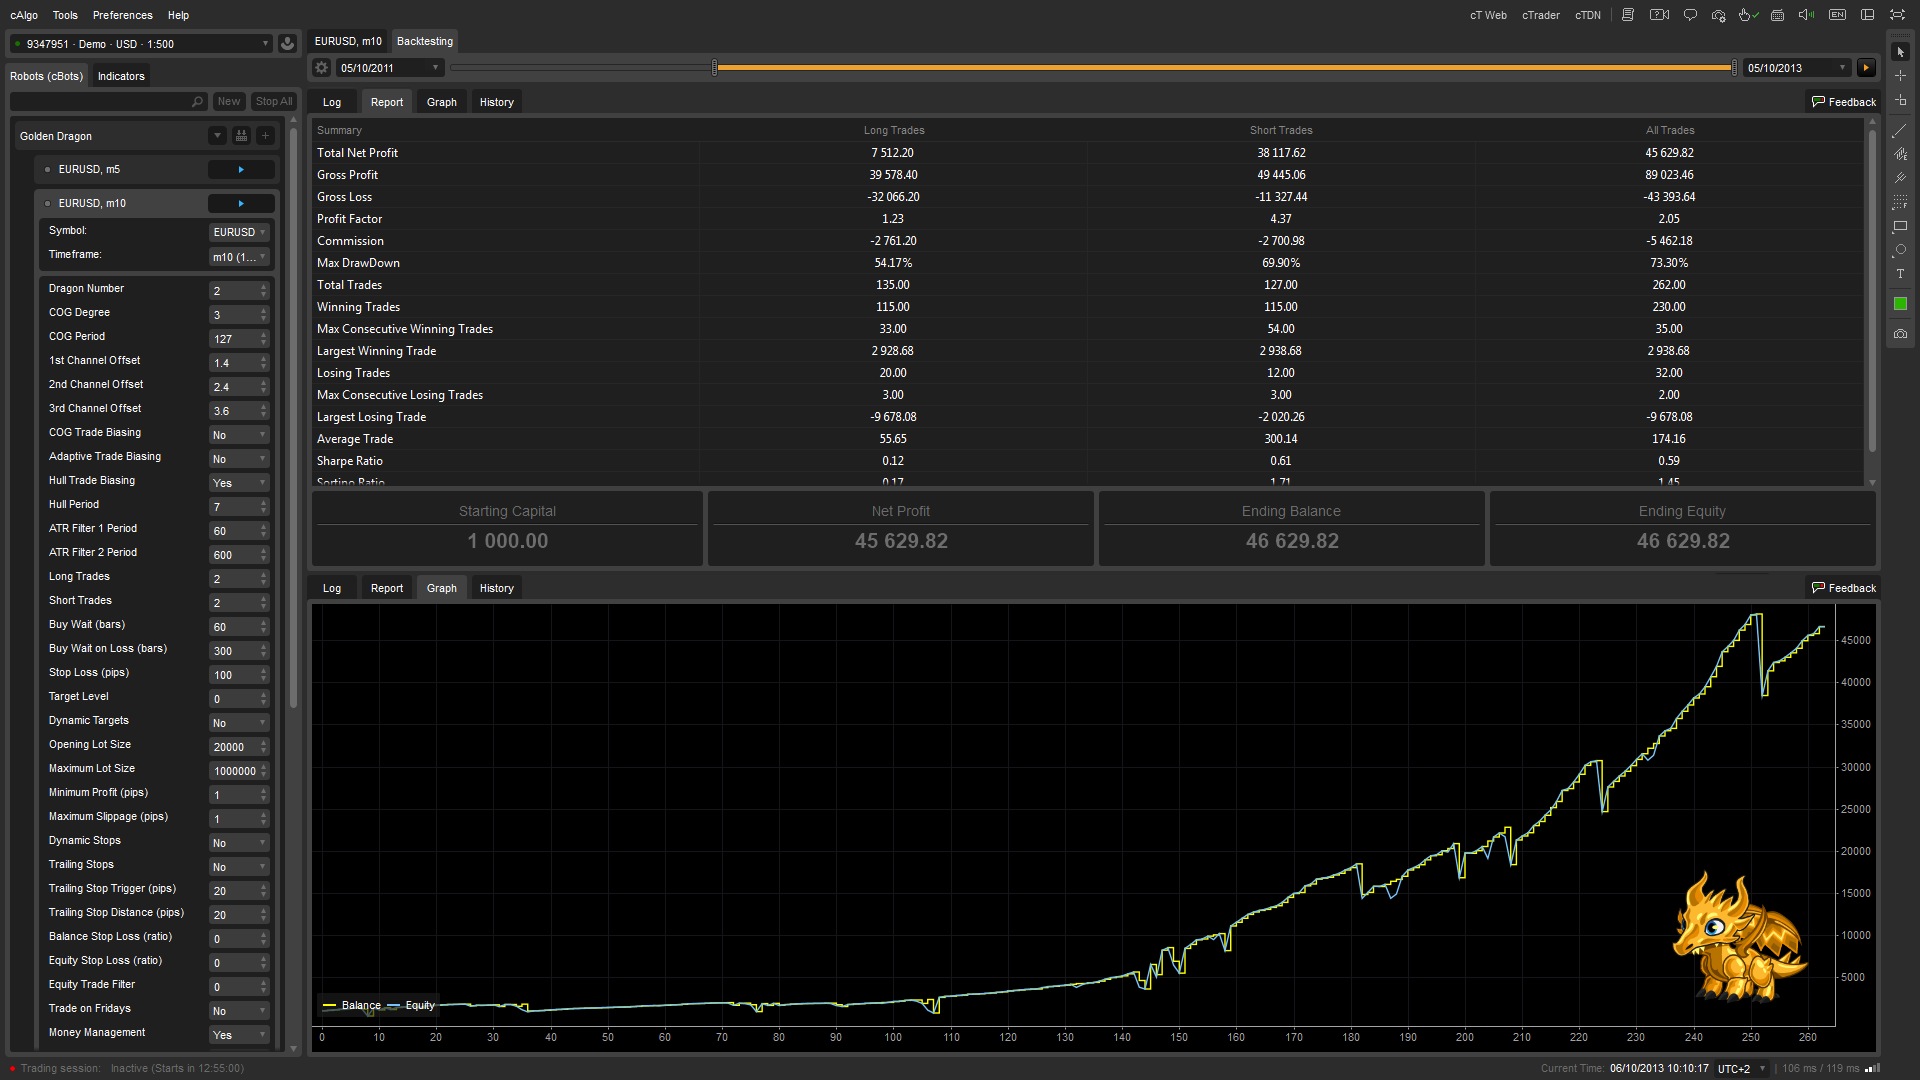 cAlgo Tools Preferences Help
cT Web cTrader cTDN EN
9347951 · Demo · USD · 1:500
Robots (cBots) Indicators
New Stop All
Golden Dragon
EURUSD, m5
EURUSD, m10
Symbol: EURUSD
Timeframe: m10 (1...
Dragon Number 2
COG Degree 3
COG Period 127
1st Channel Offset 1.4
2nd Channel Offset 2.4
3rd Channel Offset 3.6
COG Trade Biasing No
Adaptive Trade Biasing No
Hull Trade Biasing Yes
Hull Period 7
ATR Filter 1 Period 60
ATR Filter 2 Period 600
Long Trades 2
Short Trades 2
Buy Wait (bars) 60
Buy Wait on Loss (bars) 300
Stop Loss (pips) 100
Target Level 0
Dynamic Targets No
Opening Lot Size 20000
Maximum Lot Size 1000000
Minimum Profit (pips) 1
Maximum Slippage (pips) 1
Dynamic Stops No
Trailing Stops No
Trailing Stop Trigger (pips) 20
Trailing Stop Distance (pips) 20
Balance Stop Loss (ratio) 0
Equity Stop Loss (ratio) 0
Equity Trade Filter 0
Trade on Fridays No
Money Management Yes
EURUSD, m10 Backtesting
05/10/2011 05/10/2013
Log Report Graph History Feedback
Summary Long Trades Short Trades All Trades
Total Net Profit 7 512.20 38 117.62 45 629.82
Gross Profit 39 578.40 49 445.06 89 023.46
Gross Loss -32 066.20 -11 327.44 -43 393.64
Profit Factor 1.23 4.37 2.05
Commission -2 761.20 -2 700.98 -5 462.18
Max DrawDown 54.17% 69.90% 73.30%
Total Trades 135.00 127.00 262.00
Winning Trades 115.00 115.00 230.00
Max Consecutive Winning Trades 33.00 54.00 35.00
Largest Winning Trade 2 928.68 2 938.68 2 938.68
Losing Trades 20.00 12.00 32.00
Max Consecutive Losing Trades 3.00 3.00 2.00
Largest Losing Trade -9 678.08 -2 020.26 -9 678.08
Average Trade 55.65 300.14 174.16
Sharpe Ratio 0.12 0.61 0.59
Sortino Ratio 0.17 1.71 1.45
Starting Capital Net Profit Ending Balance Ending Equity
1 000.00 45 629.82 46 629.82 46 629.82
Log Report Graph History Feedback
45000
40000
35000
30000
25000
20000
15000
10000
5000
Balance Equity
0 10 20 30 40 50 60 70 80 90 100 110 120 130 140 150 160 170 180 190 200 210 220 230 240 250 260
Trading session: Inactive (Starts in 12:55:00)
Current Time: 06/10/2013 10:10:17 UTC+2 106 ms / 119 ms